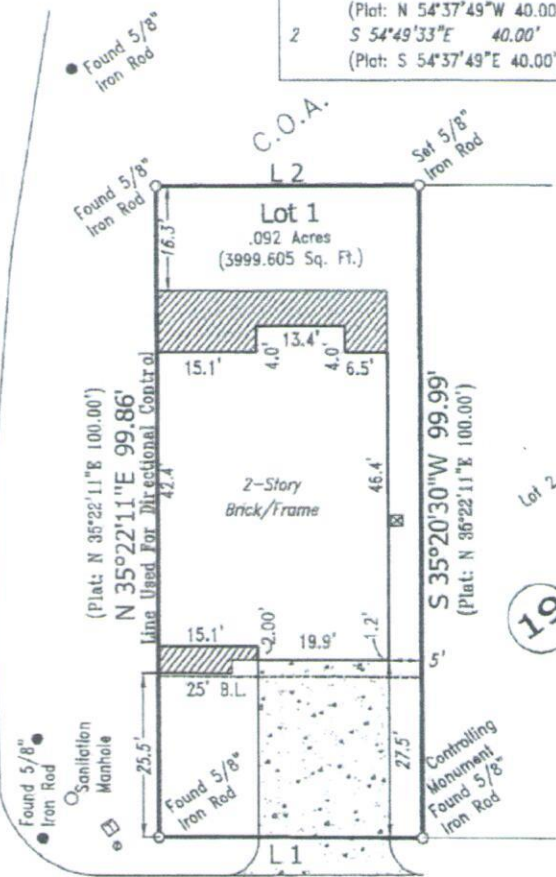 (Plat: N 54°37'49"W 40.00
2 S 54°49'33"E 40.00'
(Plat: S 54°37'49"E 40.00'
Found 5/8"
Iron Rod
C.O.A.
Set 5/8"
Iron Rod
Found 5/8"
Iron Rod
L 2
Lot 1
.092 Acres
(3999.605 Sq. Ft.)
16.3'
13.4'
15.1'
4.0'
4.0'
6.5'
(Plat: N 35°22'11"E 100.00')
N 35°22'11"E 99.86'
Line Used For Directional Control
42.4'
2-Story
Brick/Frame
46.4'
S 35°20'30"W 99.99'
(Plat: N 36°22'11"E 100.00')
Lot 2
19
15.1'
2.00'
19.9'
1.2'
5'
25' B.L.
25.5'
27.5'
Found 5/8"
Iron Rod
Sanitation
Manhole
Found 5/8"
Iron Rod
Controlling
Monument
Found 5/8"
Iron Rod
L 1